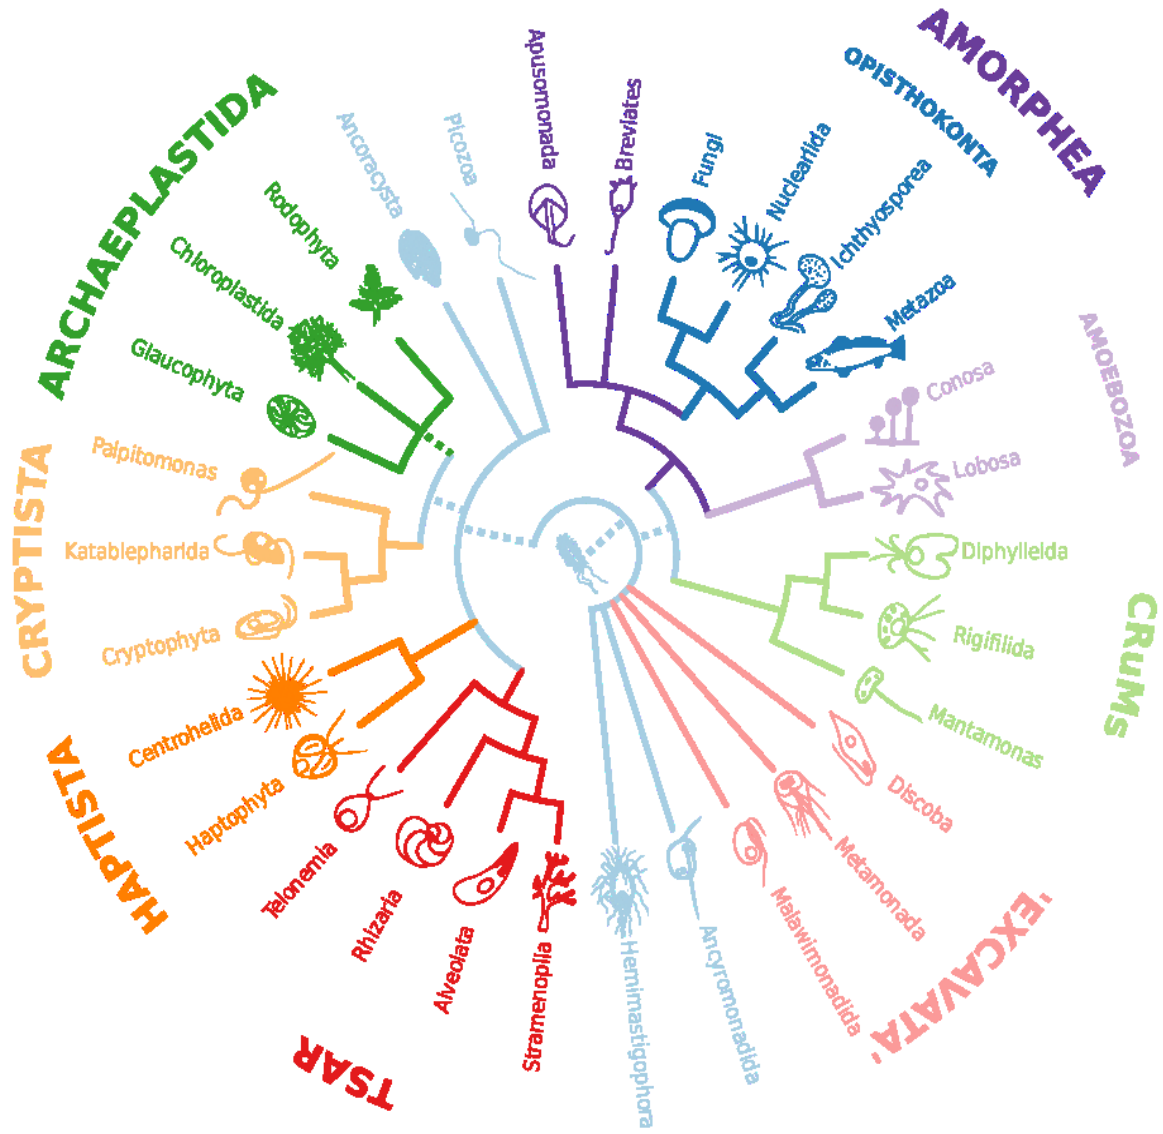 AMORPHEA
OPISTHOKONTA
Apusomonada
Breviates
Fungi
Nucleariida
Ichthyosporea
Metazoa
AMOEBOZOA
Conosa
Lobosa
CRuMs
Diphylleida
Rigifilida
Mantamonas
'EXCAVATA'
Discoba
Metamonada
Malawimonadida
Ancyromonadida
Hemimastigophora
TSAR
Stramenopila
Alveolata
Rhizaria
Telonemia
HAPTISTA
Haptophyta
Centrohelida
CRYPTISTA
Cryptophyta
Katablepharida
Palpitomonas
ARCHAEPLASTIDA
Glaucophyta
Chloroplastida
Rodophyta
Ancoracysta
Picozoa